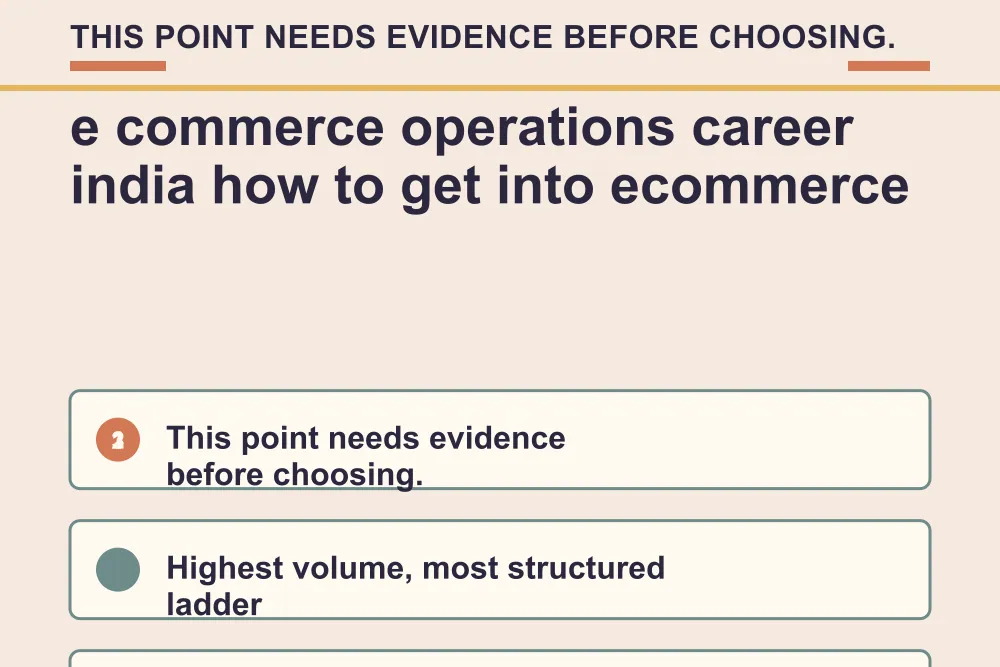 THIS POINT NEEDS EVIDENCE BEFORE CHOOSING.
e commerce operations career
india how to get into ecommerce
This point needs evidence
before choosing.
Highest volume, most structured
ladder